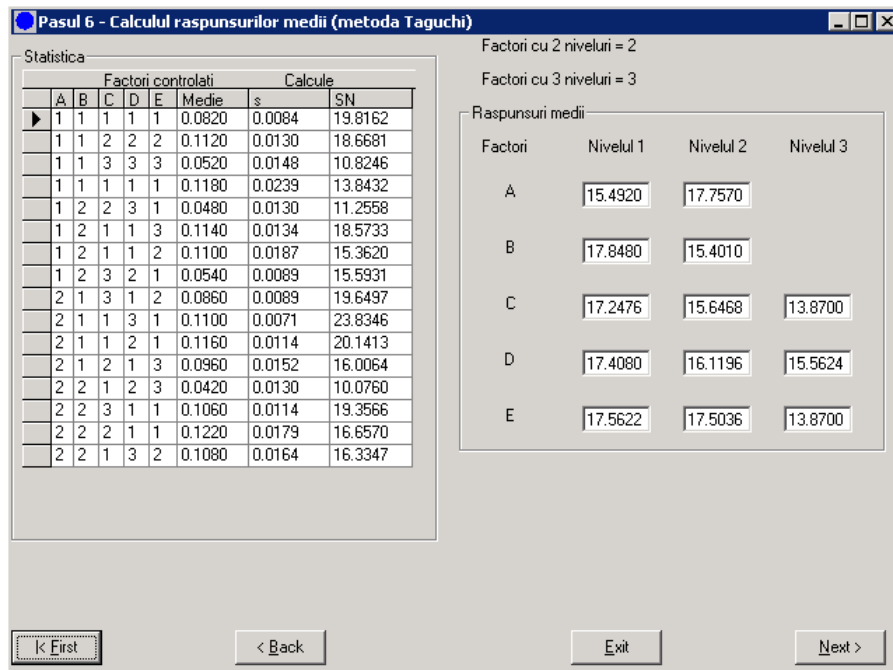 Pasul 6 - Calculul raspunsurilor medii (metoda Taguchi)
Statistica
Factori controlati Calcule
A B C D E Medie s SN
1 1 1 1 1 0.0820 0.0084 19.8162
1 1 2 2 2 0.1120 0.0130 18.6681
1 1 3 3 3 0.0520 0.0148 10.8246
1 1 1 1 1 0.1180 0.0239 13.8432
1 2 2 3 1 0.0480 0.0130 11.2558
1 2 1 1 3 0.1140 0.0134 18.5733
1 2 1 1 2 0.1100 0.0187 15.3620
1 2 3 2 1 0.0540 0.0089 15.5931
2 1 3 1 2 0.0860 0.0089 19.6497
2 1 1 3 1 0.1100 0.0071 23.8346
2 1 1 2 1 0.1160 0.0114 20.1413
2 1 2 1 3 0.0960 0.0152 16.0064
2 2 1 2 3 0.0420 0.0130 10.0760
2 2 3 1 1 0.1060 0.0114 19.3566
2 2 2 1 1 0.1220 0.0179 16.6570
2 2 1 3 2 0.1080 0.0164 16.3347
Factori cu 2 niveluri = 2
Factori cu 3 niveluri = 3
Raspunsuri medii
Factori Nivelul 1 Nivelul 2 Nivelul 3
A 15.4920 17.7570
B 17.8480 15.4010
C 17.2476 15.6468 13.8700
D 17.4080 16.1196 15.5624
E 17.5622 17.5036 13.8700
|< First < Back Exit Next >